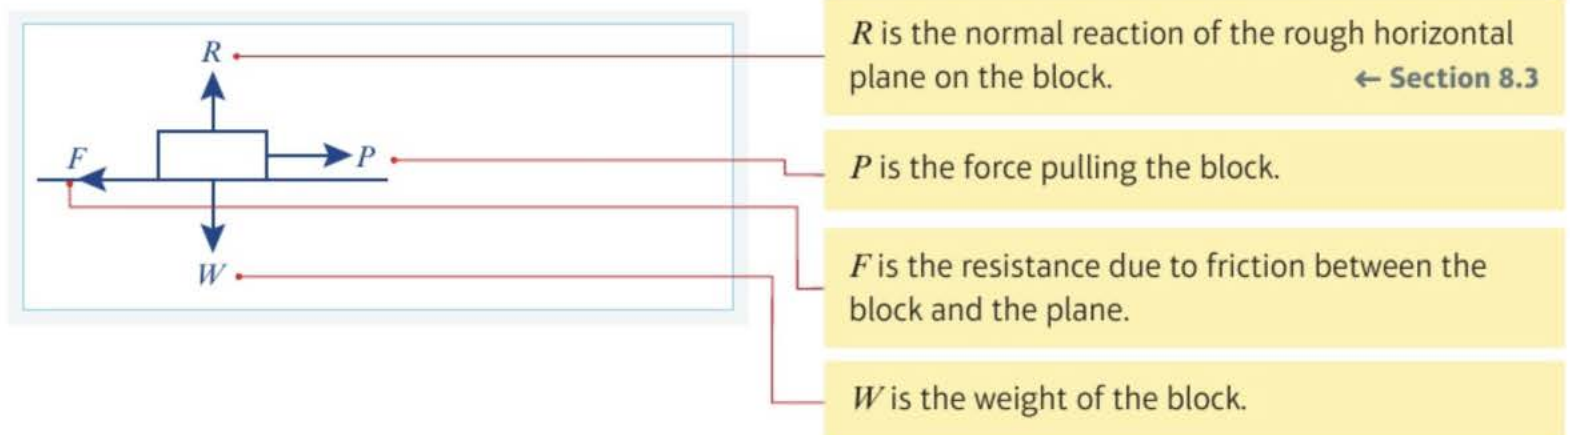 R
R is the normal reaction of the rough horizontal
plane on the block. ← Section 8.3
F
P
P is the force pulling the block.
F is the resistance due to friction between the
block and the plane.
W
W is the weight of the block.